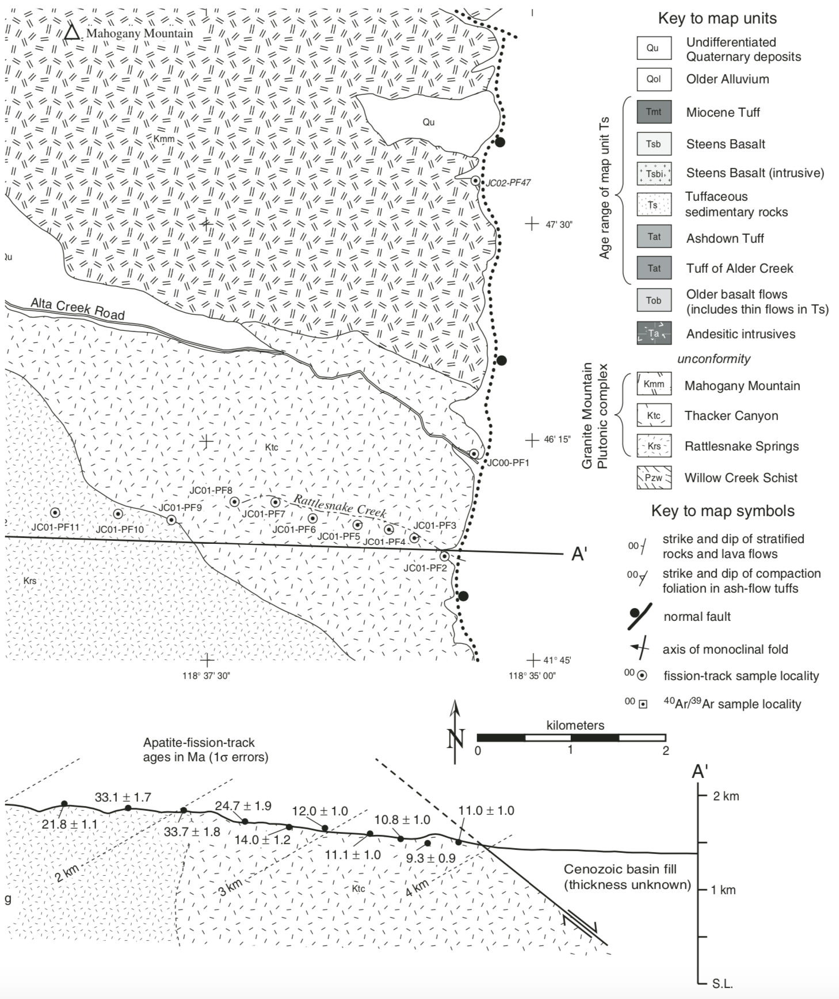 Mahogany Mountain
Kmm
Qu
JC02-PF47
47' 30"
Qu
Alta Creek Road
46' 15"
Ktc
JC00-PF1
JC01-PF8
Rattlesnake Creek
JC01-PF9
JC01-PF7
JC01-PF3
JC01-PF11
JC01-PF10
JC01-PF6
JC01-PF5
JC01-PF4
A'
JC01-PF2
Krs
41° 45'
118° 37' 30"
118° 35' 00"
Key to map units
Qu
Undifferentiated
Quaternary deposits
Qol
Older Alluvium
Age range of map unit Ts
Tmt
Miocene Tuff
Tsb
Steens Basalt
Tsbi
Steens Basalt (intrusive)
Ts
Tuffaceous
sedimentary rocks
Tat
Ashdown Tuff
Tat
Tuff of Alder Creek
Tob
Older basalt flows
(includes thin flows in Ts)
Ta
Andesitic intrusives
unconformity
Granite Mountain
Plutonic complex
Kmm
Mahogany Mountain
Ktc
Thacker Canyon
Krs
Rattlesnake Springs
Pzw
Willow Creek Schist
Key to map symbols
00
strike and dip of stratified
rocks and lava flows
00
strike and dip of compaction
foliation in ash-flow tuffs
normal fault
axis of monoclinal fold
00
fission-track sample locality
00
40Ar/39Ar sample locality
N
kilometers
0 1 2
Apatite-fission-track
ages in Ma (1σ errors)
A'
2 km
33.1 ± 1.7
24.7 ± 1.9
12.0 ± 1.0
10.8 ± 1.0
11.0 ± 1.0
21.8 ± 1.1
33.7 ± 1.8
14.0 ± 1.2
11.1 ± 1.0
9.3 ± 0.9
2 km
3 km
Ktc
4 km
Cenozoic basin fill
(thickness unknown)
1 km
g
S.L.